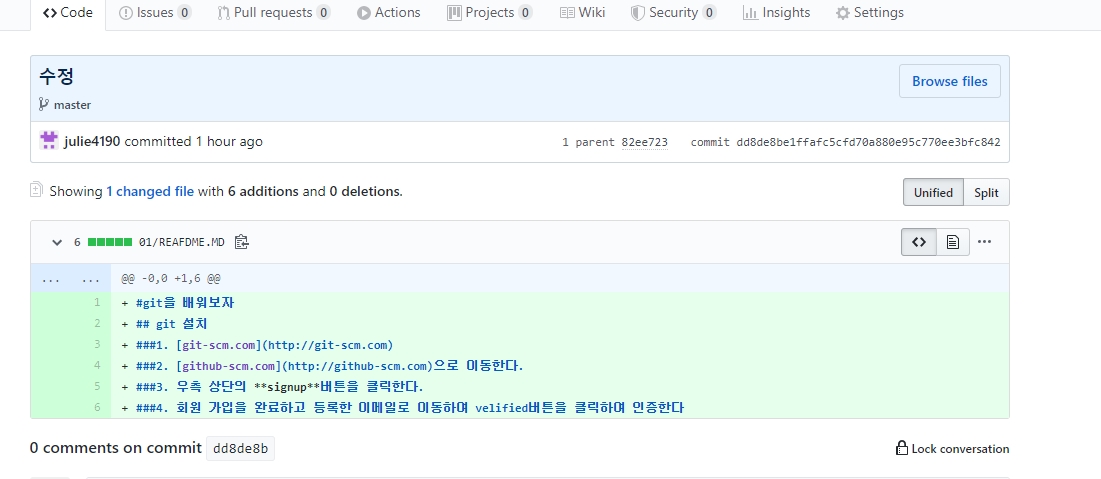 Code Issues 0 Pull requests 0 Actions Projects 0 Wiki Security 0 Insights Settings
수정
Browse files
master
julie4190 committed 1 hour ago 1 parent 82ee723 commit dd8de8be1ffafc5cfd70a880e95c770ee3bfc842
Showing 1 changed file with 6 additions and 0 deletions. Unified Split
6 01/REAFDME.MD
... ... @@ -0,0 +1,6 @@
1 + #git을 배워보자
2 + ## git 설치
3 + ###1. [git-scm.com](http://git-scm.com)
4 + ###2. [github-scm.com](http://github-scm.com)으로 이동한다.
5 + ###3. 우측 상단의 **signup**버튼을 클릭한다.
6 + ###4. 회원 가입을 완료하고 등록한 이메일로 이동하여 velified버튼을 클릭하여 인증한다
0 comments on commit dd8de8b Lock conversation